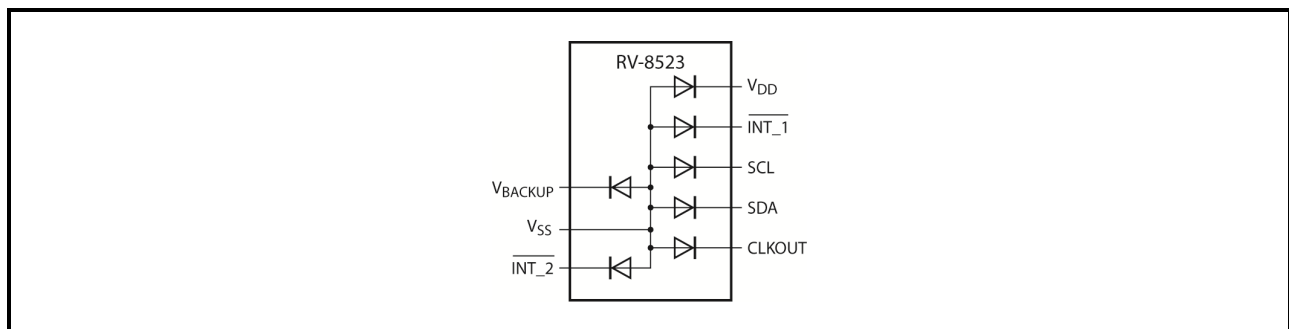 RV-8523
VDD
INT_1
SCL
VBACKUP
SDA
VSS
CLKOUT
INT_2